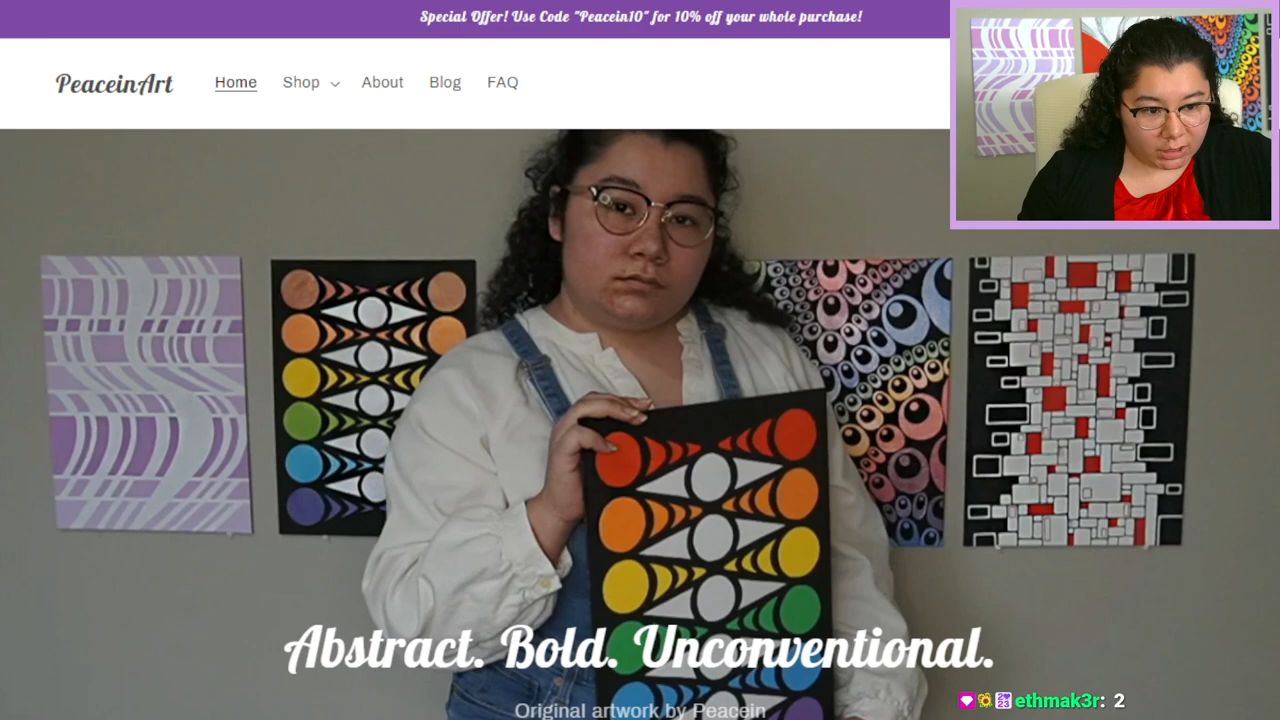 Special Offer! Use Code "Peacein10" for 10% off your whole purchase!
PeaceinArt
Home
Shop
About
Blog
FAQ
Abstract. Bold. Unconventional.
Original artwork by Peacein
ethmak3r: 2